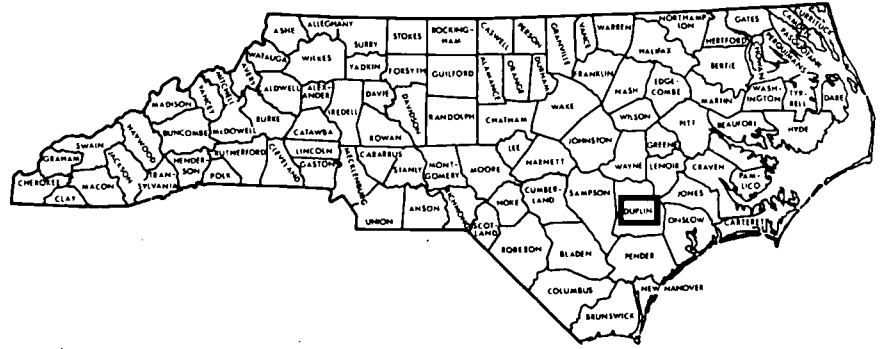 ASHE
ALLEGHANY
SURRY
STOKES
ROCKING-
HAM
CASWELL
PERSON
GRANVILLE
VANCE
WARREN
NORTHAMP
TON
GATES
HERTFORD
CURRITUCK
CAMDEN
PASQUOTANK
PERQUIMANS
CHOWAN
WATAUGA
WILKES
YADKIN
FORSYTH
GUILFORD
ALAMANCE
ORANGE
DURHAM
FRANKLIN
HALIFAX
BERTIE
MITCHELL
AVERY
CALDWELL
ALEX-
ANDER
IREDELL
DAVIE
DAVIDSON
RANDOLPH
CHATHAM
WAKE
NASH
EDGE-
COMBE
MARTIN
WASH-
INGTON
TYR-
RELL
DARE
MADISON
YANCEY
BURKE
CATAWBA
ROWAN
WILSON
PITT
BEAUFORT
HYDE
BUNCOMBE
McDOWELL
SWAIN
HAYWOOD
RUTHERFORD
CLEVELAND
LINCOLN
GASTON
MECKLENBURG
CABARRUS
STANLY
MONT-
GOMERY
MOORE
LEE
HARNETT
JOHNSTON
WAYNE
GREENE
LENOIR
CRAVEN
PAM-
LICO
GRAHAM
CHEROKEE
CLAY
MACON
JACKSON
TRAN-
SYLVANIA
HENDER-
SON
POLK
UNION
ANSON
RICHMOND
SCOT-
LAND
HOKE
CUMBER-
LAND
SAMPSON
DUPLIN
JONES
ONSLOW
CARTERET
ROBESON
BLADEN
PENDER
COLUMBUS
NEW HANOVER
BRUNSWICK